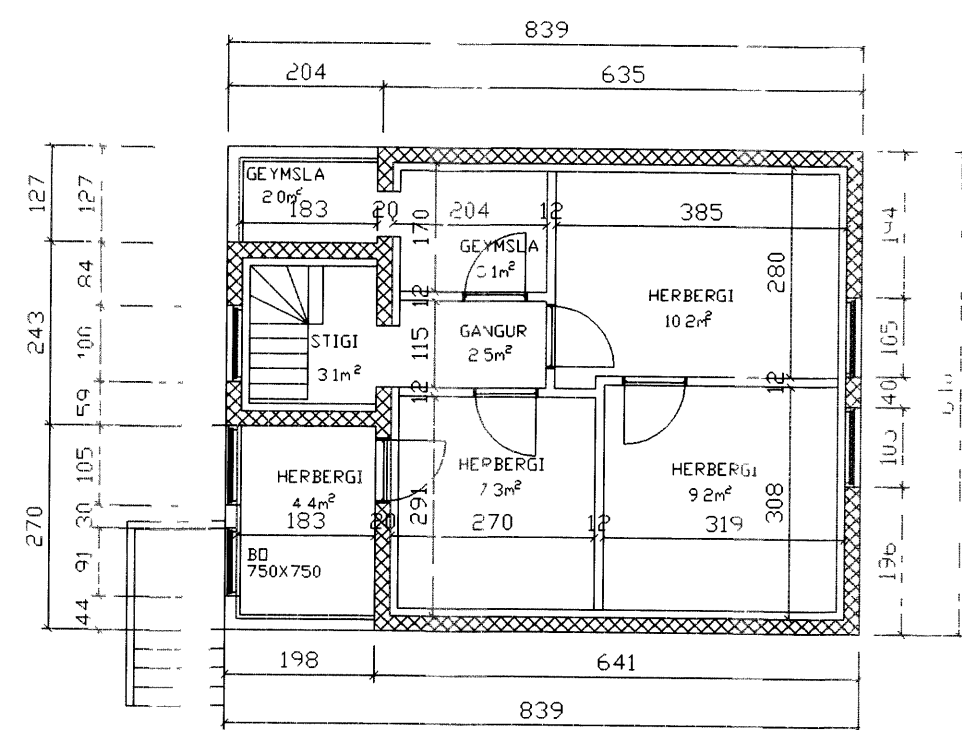 839
204 635
GEYMSLA
2.0m²
183 20 204 12 385
127 127
170
GEYMSLA
280
HERBERGI
10.2m²
84
12
243
STIGI
3.1m²
115
GANGUR
2.5m²
105
59
12
12
40
HERBERGI
4.4m²
HERBERGI
HERBERGI
9.2m²
105
291
308
183 20 270 12 319
270
30
BO
750X750
91
44
196
198 641
839